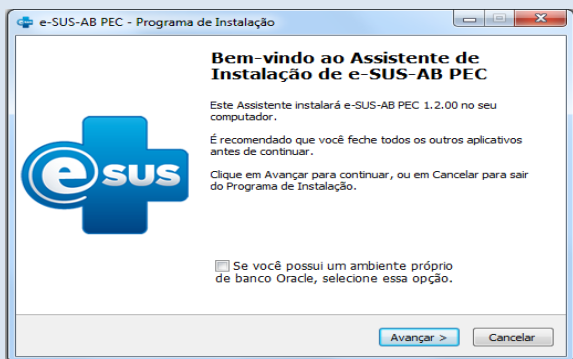 e-SUS-AB PEC - Programa de Instalação
Bem-vindo ao Assistente de
Instalação de e-SUS-AB PEC
Este Assistente instalará e-SUS-AB PEC 1.2.00 no seu
computador.
É recomendado que você feche todos os outros aplicativos
antes de continuar.
Clique em Avançar para continuar, ou em Cancelar para sair
do Programa de Instalação.
e sus
Se você possui um ambiente próprio
de banco Oracle, selecione essa opção.
Avançar > Cancelar